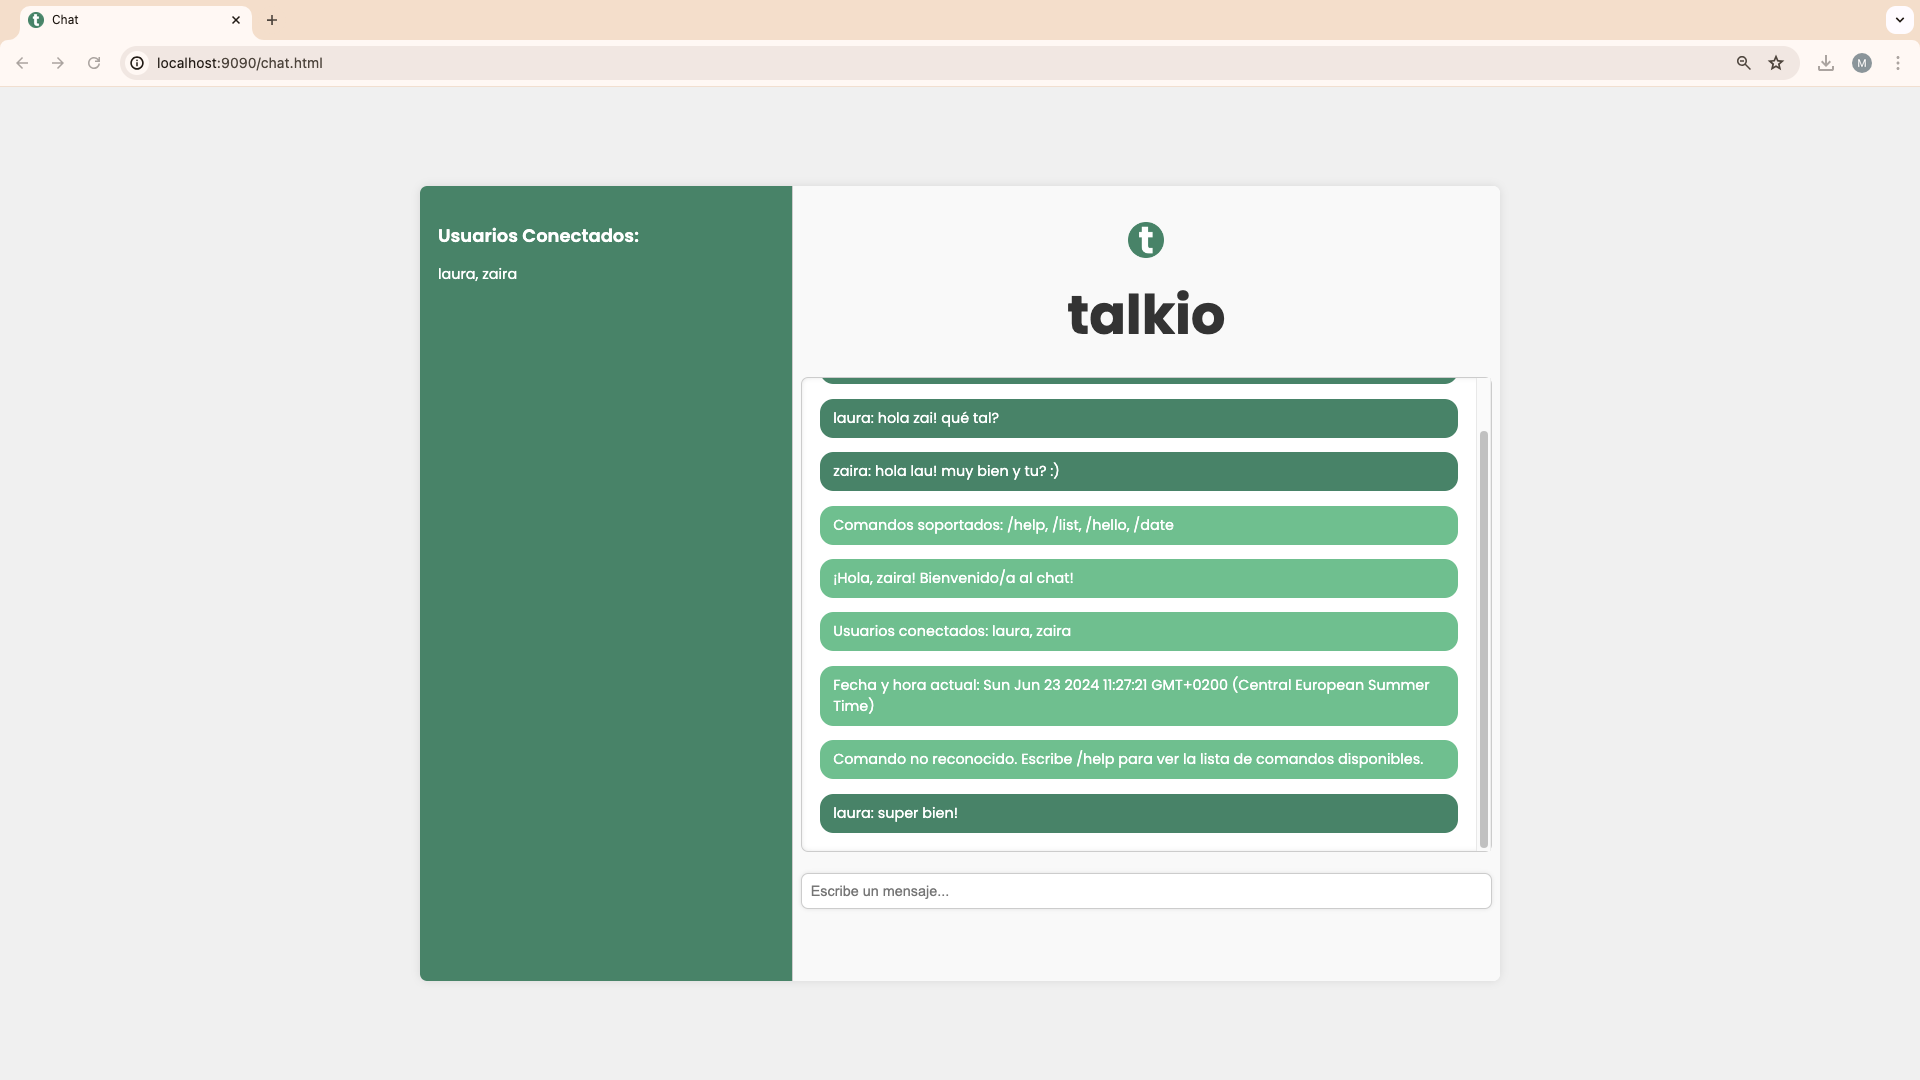 Chat
localhost:9090/chat.html
M
Usuarios Conectados:
laura, zaira
t
talkio
laura: hola zai! qué tal?
zaira: hola lau! muy bien y tu? :)
Comandos soportados: /help, /list, /hello, /date
¡Hola, zaira! Bienvenido/a al chat!
Usuarios conectados: laura, zaira
Fecha y hora actual: Sun Jun 23 2024 11:27:21 GMT+0200 (Central European Summer
Time)
Comando no reconocido. Escribe /help para ver la lista de comandos disponibles.
laura: super bien!
Escribe un mensaje...